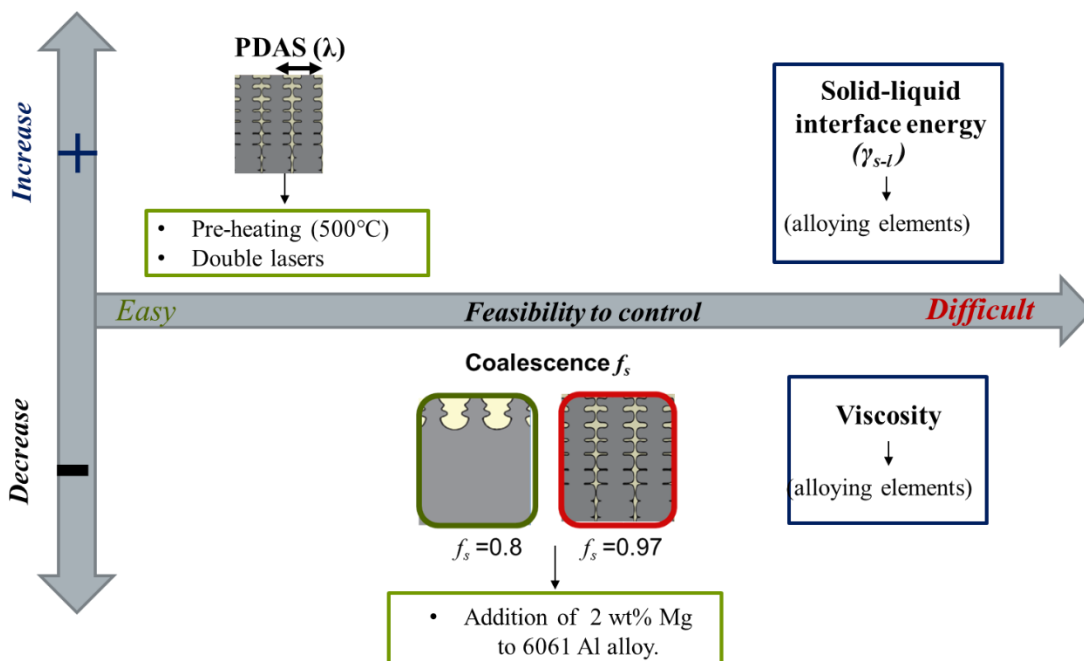 PDAS (λ)
Increase
+
• Pre-heating (500°C)
• Double lasers
Solid-liquid
interface energy
(γs-l)
(alloying elements)
Easy
Feasibility to control
Difficult
Coalescence fs
Decrease
-
fs =0.8
fs =0.97
Viscosity
(alloying elements)
• Addition of 2 wt% Mg
to 6061 Al alloy.